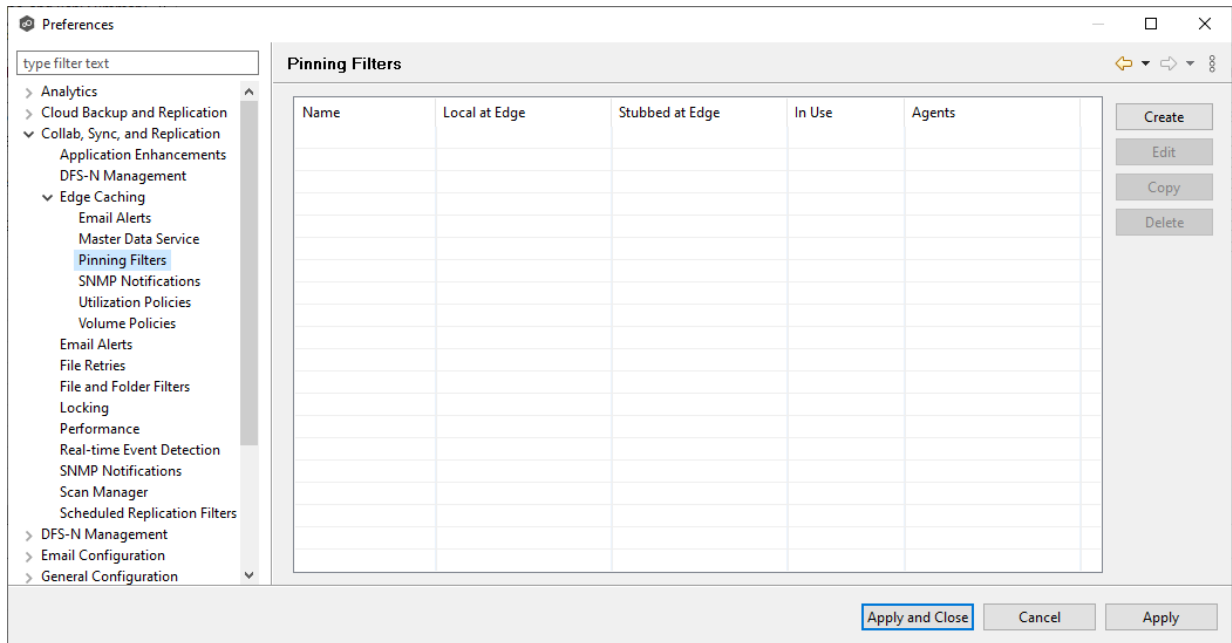 Preferences
type filter text
Analytics
Cloud Backup and Replication
Collab, Sync, and Replication
Application Enhancements
DFS-N Management
Edge Caching
Email Alerts
Master Data Service
Pinning Filters
SNMP Notifications
Utilization Policies
Volume Policies
Email Alerts
File Retries
File and Folder Filters
Locking
Performance
Real-time Event Detection
SNMP Notifications
Scan Manager
Scheduled Replication Filters
DFS-N Management
Email Configuration
General Configuration
Pinning Filters
Name Local at Edge Stubbed at Edge In Use Agents
Create
Edit
Copy
Delete
Apply and Close Cancel Apply